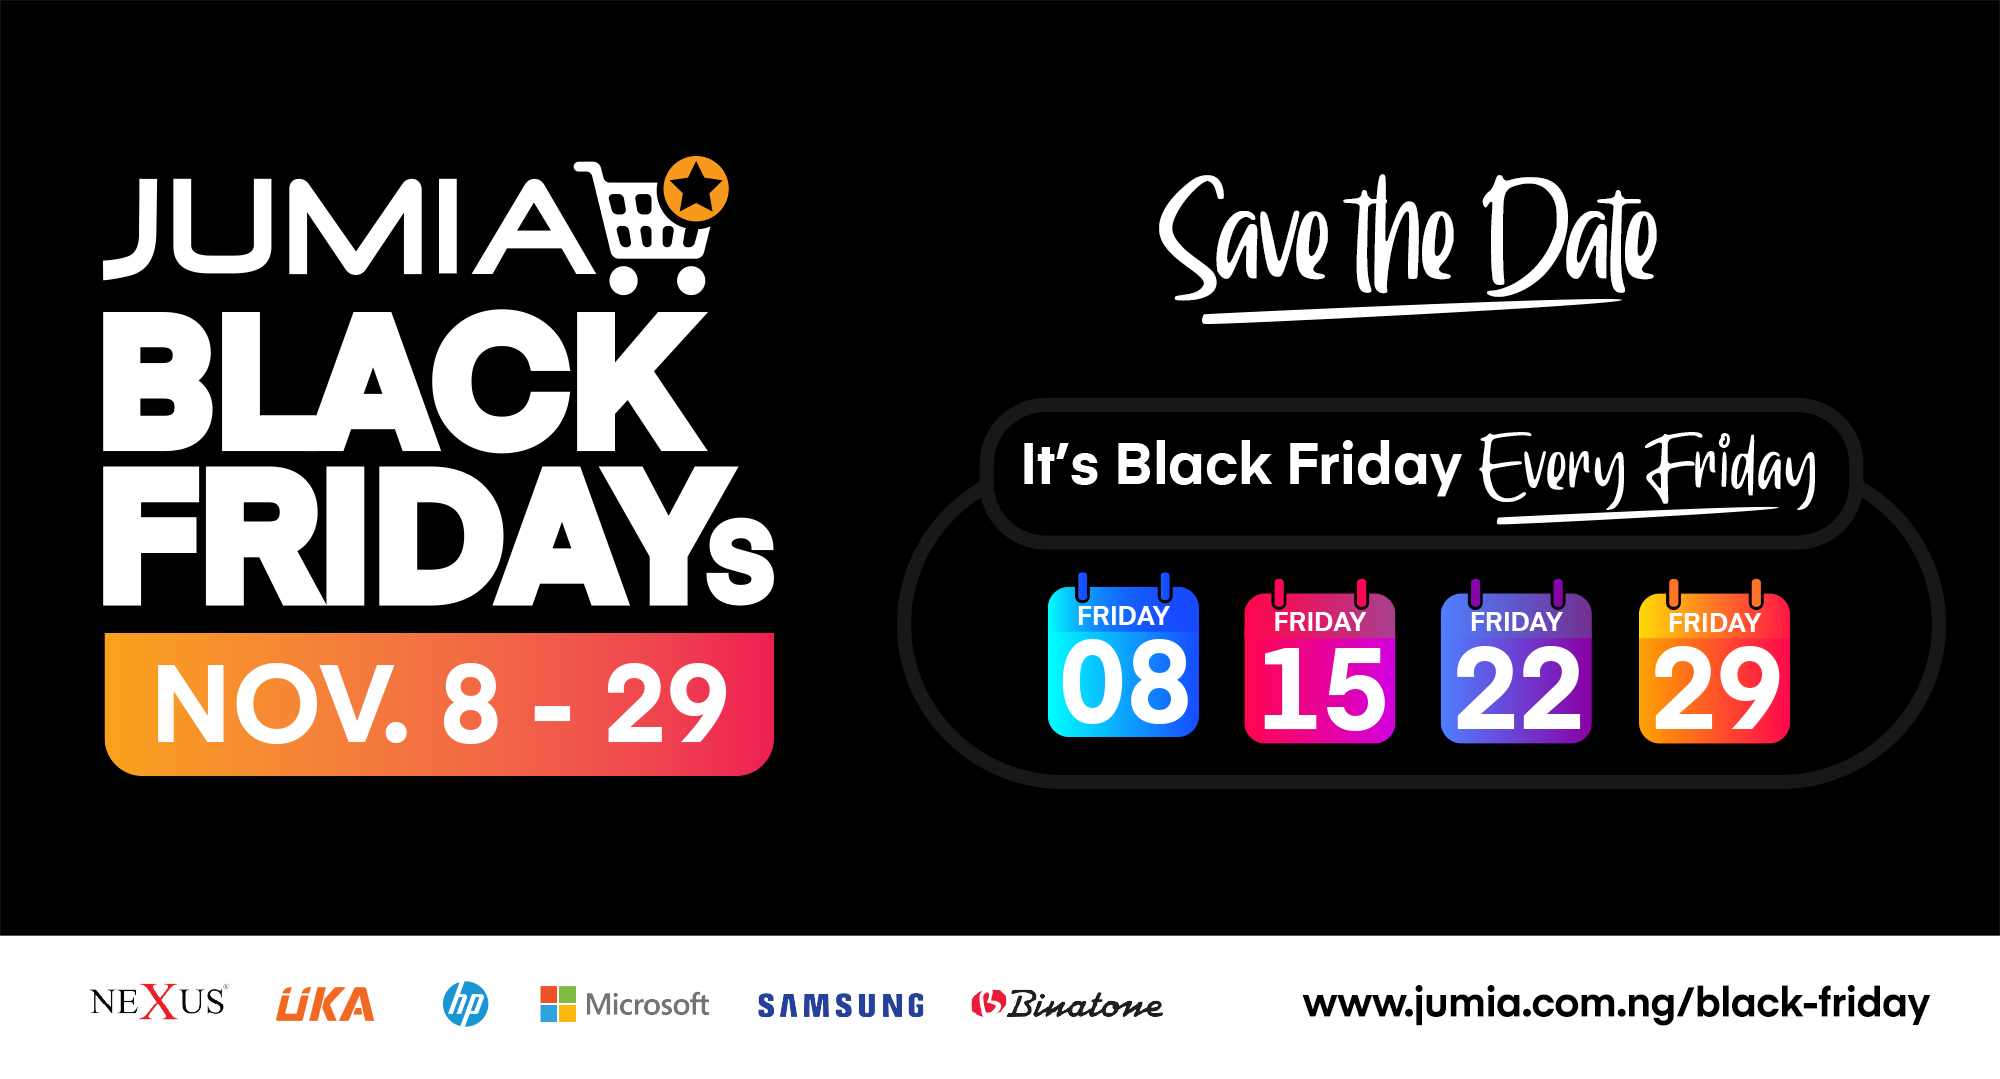 JUMIA
BLACK
FRIDAYs
NOV. 8 - 29
Save the Date
It’s Black Friday Every Friday
FRIDAY
08
FRIDAY
15
FRIDAY
22
FRIDAY
29
NEXUS®
ÜKA
hp
Microsoft
SAMSUNG
B Binatone
www.jumia.com.ng/black-friday